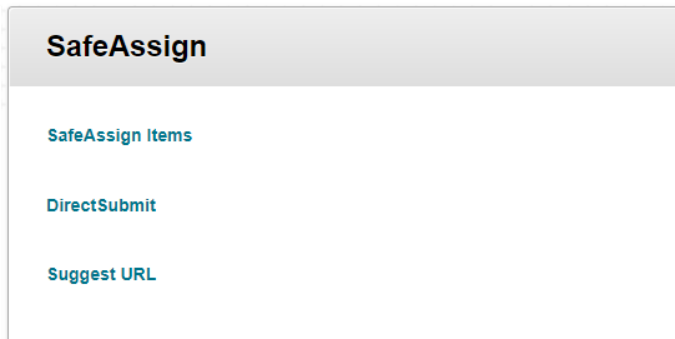 SafeAssign
SafeAssign Items
DirectSubmit
Suggest URL